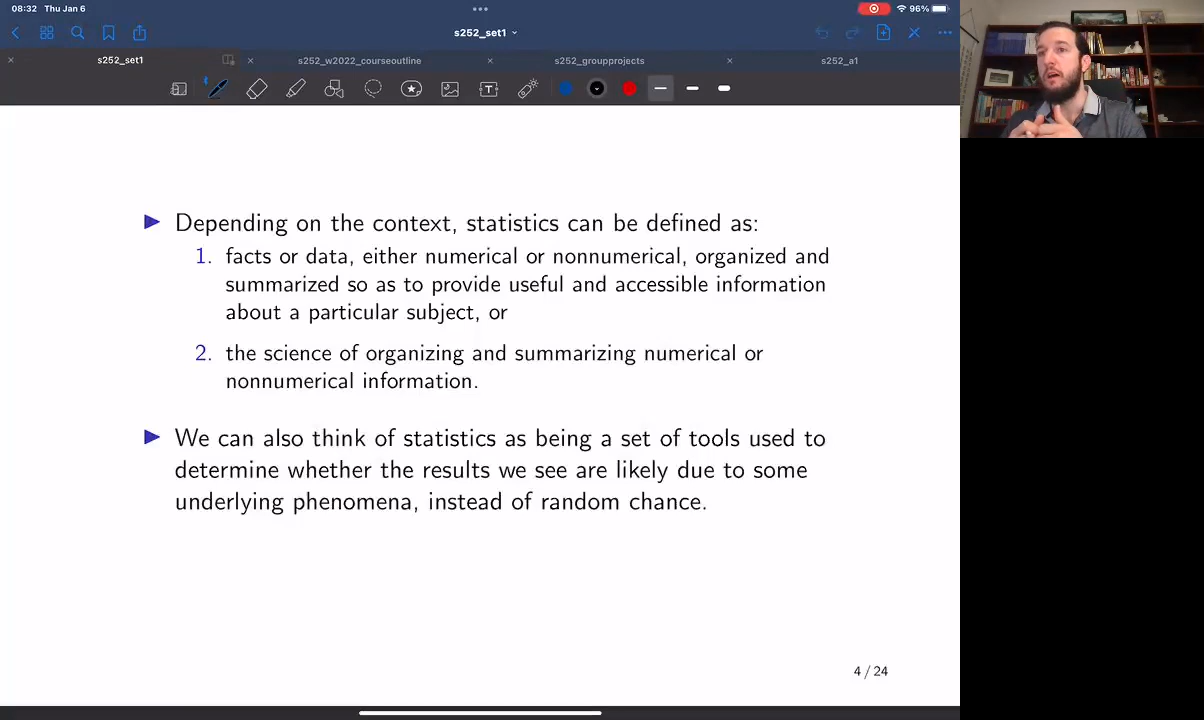 08:32 Thu Jan 6
96%
s252_set1
s252_set1
s252_w2022_courseoutline
s252_groupprojects
s252_a1
T
Depending on the context, statistics can be defined as:
1. facts or data, either numerical or nonnumerical, organized and
summarized so as to provide useful and accessible information
about a particular subject, or
2. the science of organizing and summarizing numerical or
nonnumerical information.
We can also think of statistics as being a set of tools used to
determine whether the results we see are likely due to some
underlying phenomena, instead of random chance.
4 / 24